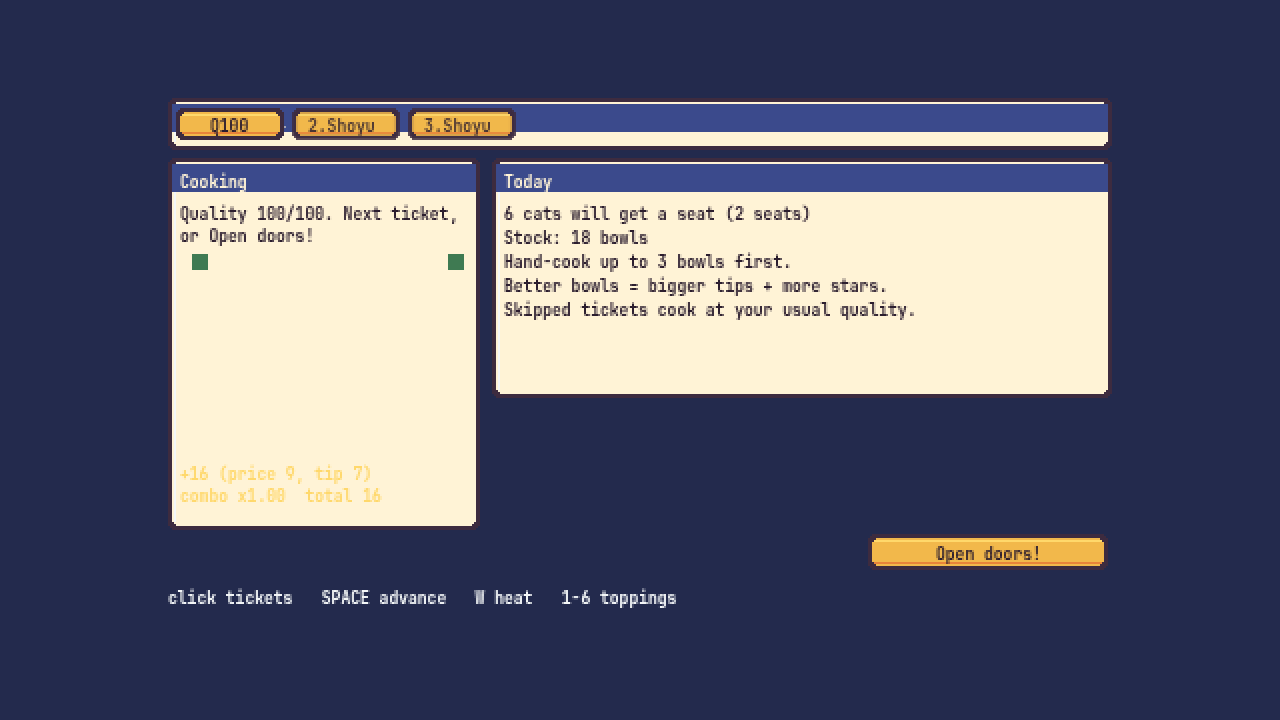 Q100 2.Shoyu 3.Shoyu
Cooking
Quality 100/100. Next ticket,
or Open doors!
+16 (price 9, tip 7)
combo x1.00 total 16
Today
6 cats will get a seat (2 seats)
Stock: 18 bowls
Hand-cook up to 3 bowls first.
Better bowls = bigger tips + more stars.
Skipped tickets cook at your usual quality.
Open doors!
click tickets SPACE advance W heat 1-6 toppings